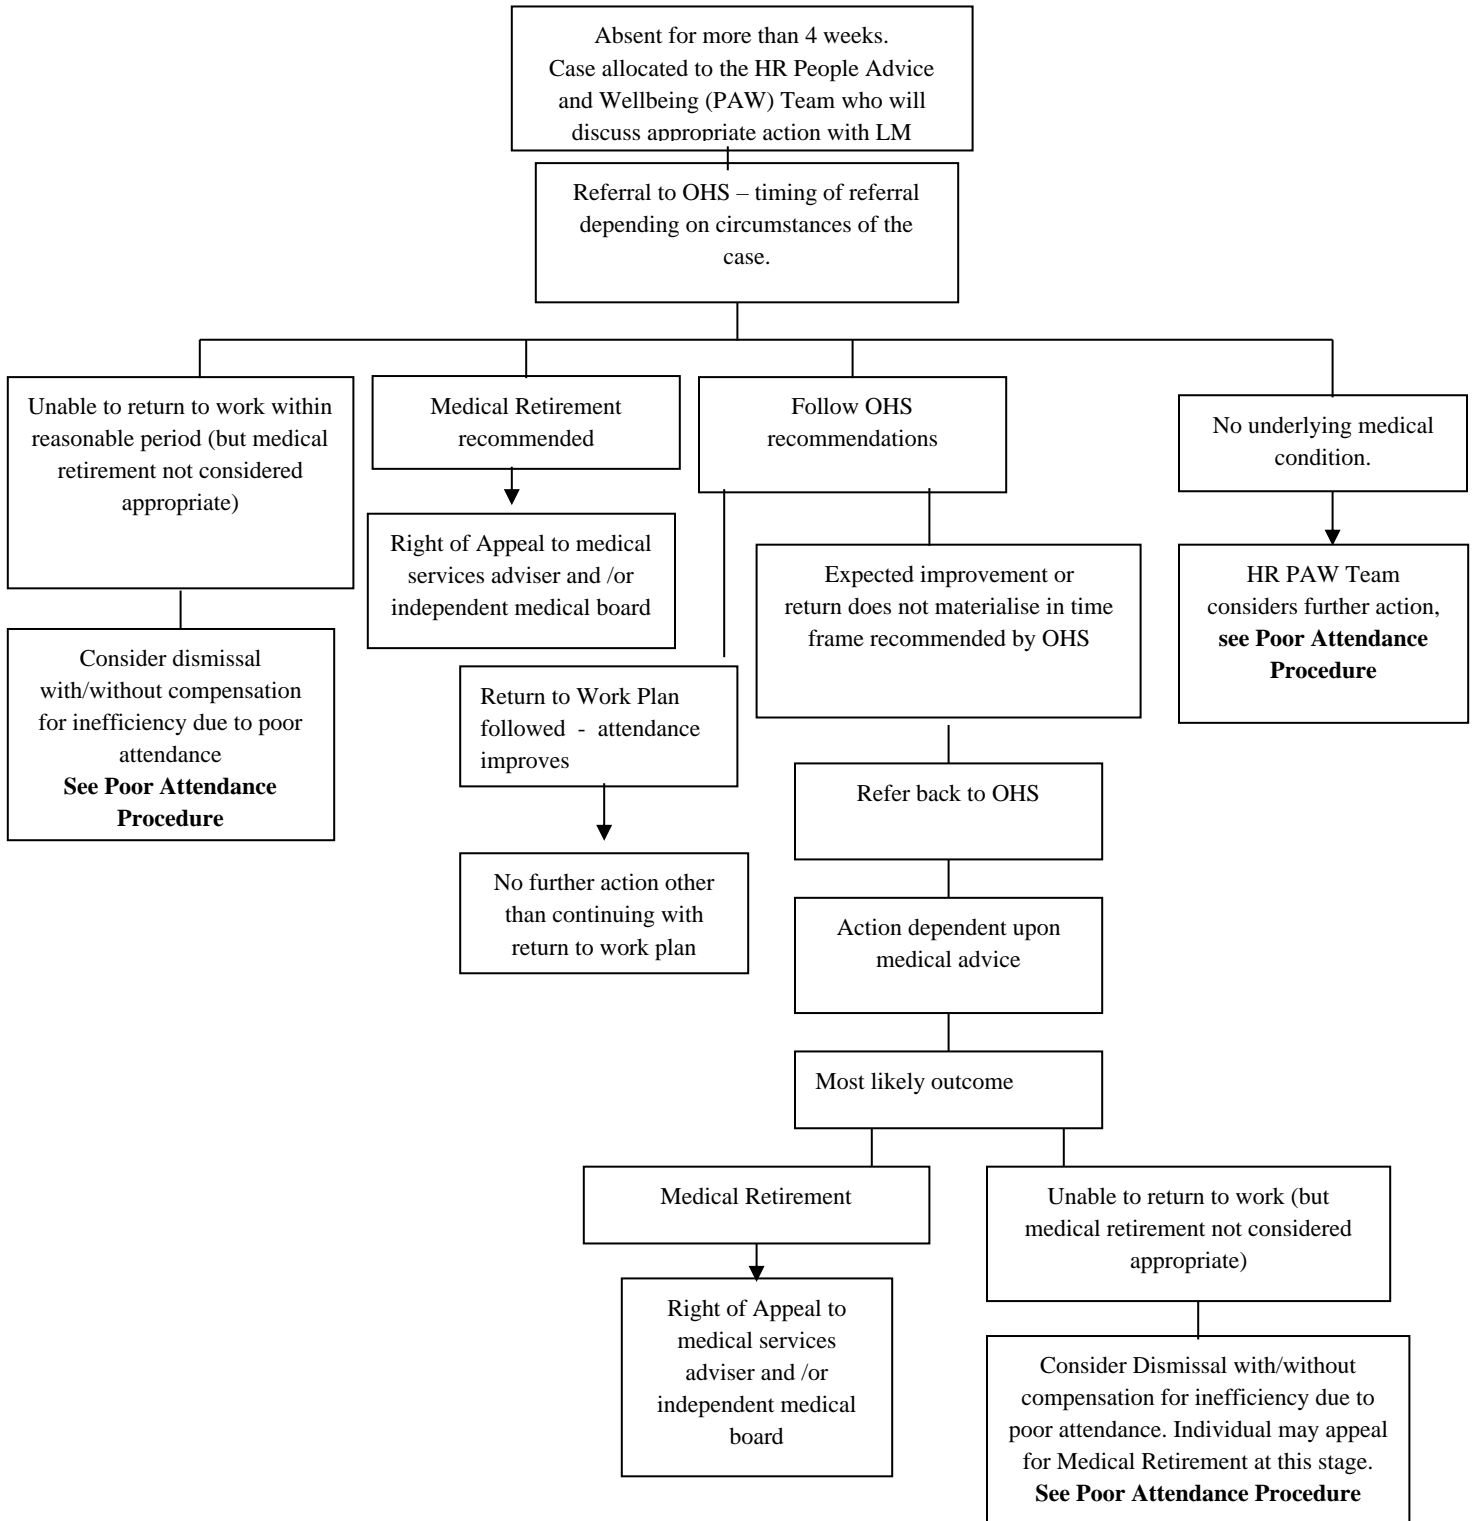 Absent for more than 4 weeks.
Case allocated to the HR People Advice
and Wellbeing (PAW) Team who will
discuss appropriate action with LM
Referral to OHS – timing of referral
depending on circumstances of the
case.
Unable to return to work within
reasonable period (but medical
retirement not considered
appropriate)
Consider dismissal
with/without compensation
for inefficiency due to poor
attendance
See Poor Attendance
Procedure
Medical Retirement
recommended
Right of Appeal to medical
services adviser and /or
independent medical board
Follow OHS
recommendations
Return to Work Plan
followed - attendance
improves
No further action other
than continuing with
return to work plan
Expected improvement or
return does not materialise in time
frame recommended by OHS
Refer back to OHS
Action dependent upon
medical advice
Most likely outcome
Medical Retirement
Right of Appeal to
medical services
adviser and /or
independent medical
board
Unable to return to work (but
medical retirement not considered
appropriate)
Consider Dismissal with/without
compensation for inefficiency due to
poor attendance. Individual may appeal
for Medical Retirement at this stage.
See Poor Attendance Procedure
No underlying medical
condition.
HR PAW Team
considers further action,
see Poor Attendance
Procedure